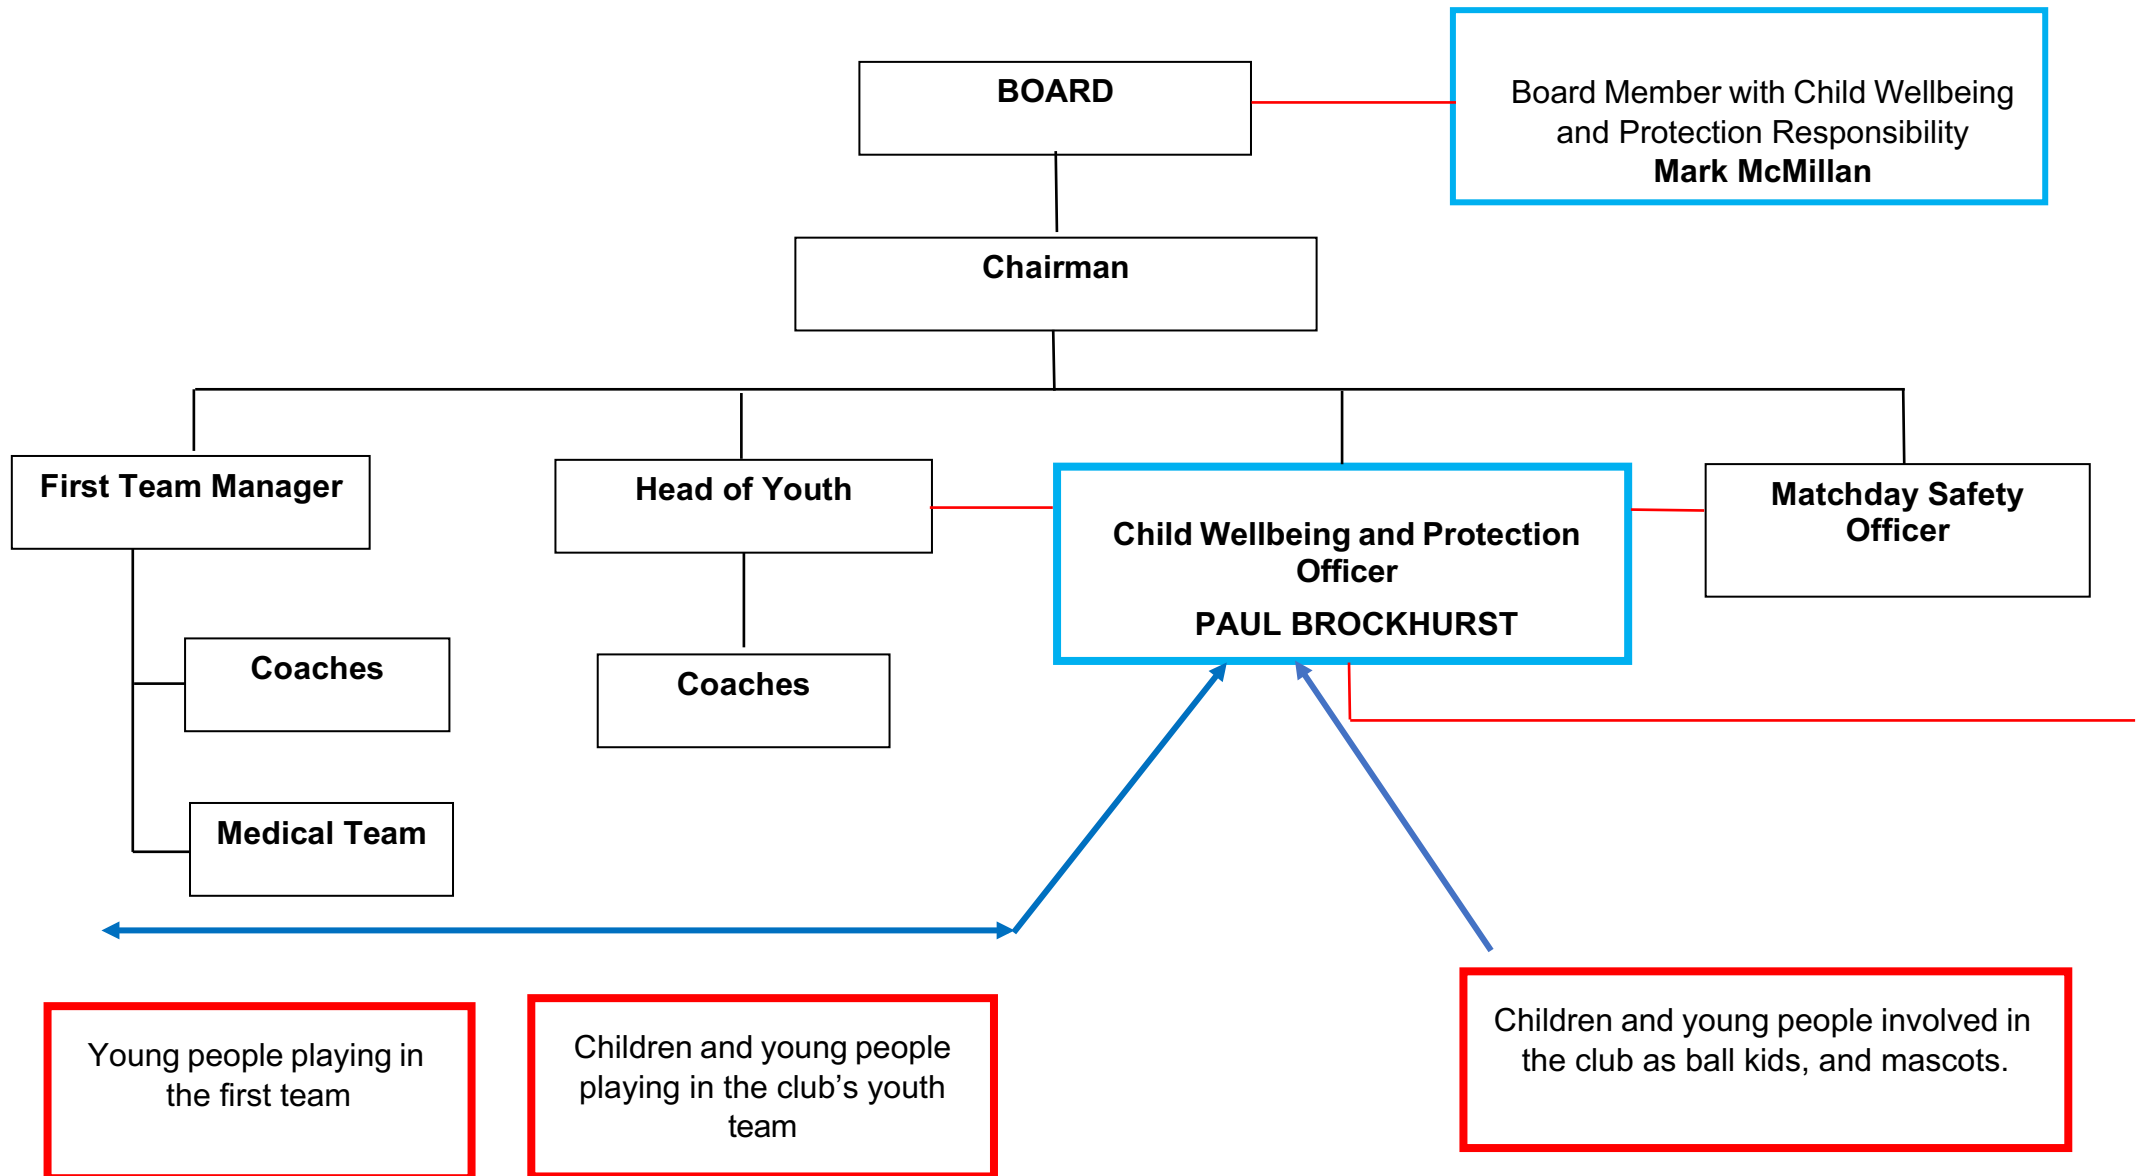 BOARD
Board Member with Child Wellbeing
and Protection Responsibility
Mark McMillan
Chairman
First Team Manager
Head of Youth
Child Wellbeing and Protection
Officer
PAUL BROCKHURST
Matchday Safety
Officer
Coaches
Coaches
Medical Team
Young people playing in
the first team
Children and young people
playing in the club’s youth
team
Children and young people involved in
the club as ball kids, and mascots.